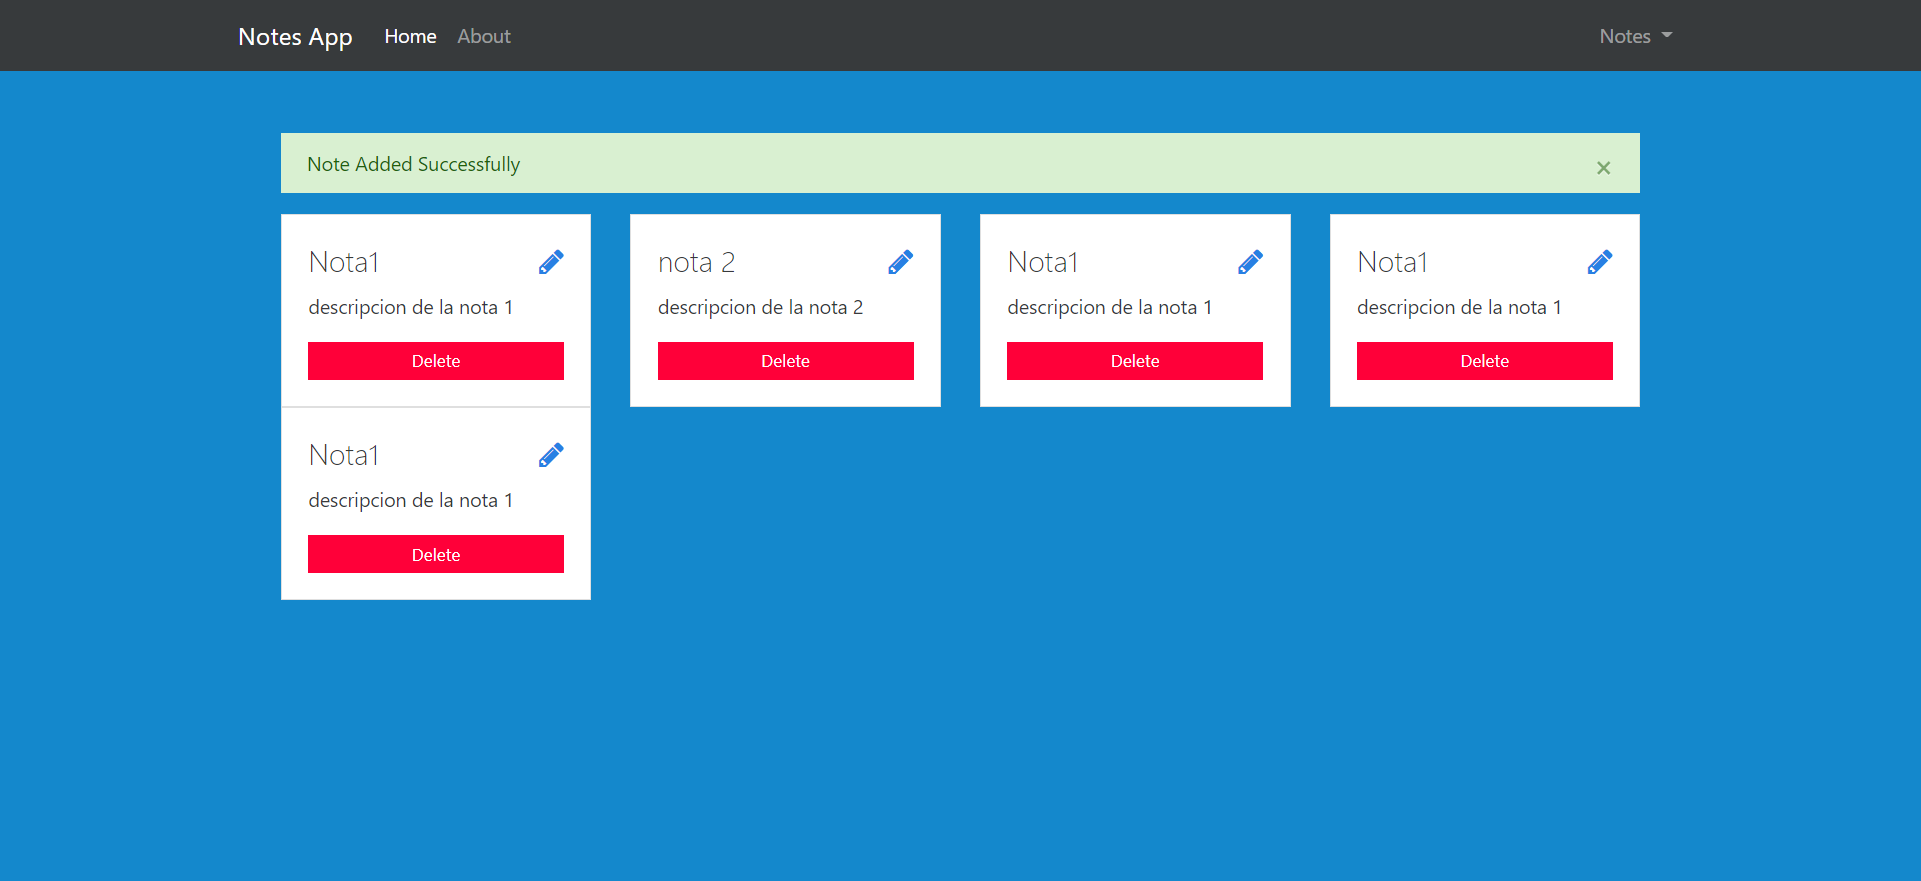 Notes App Home About Notes
Note Added Successfully ×
Nota1
descripcion de la nota 1
Delete
nota 2
descripcion de la nota 2
Delete
Nota1
descripcion de la nota 1
Delete
Nota1
descripcion de la nota 1
Delete
Nota1
descripcion de la nota 1
Delete